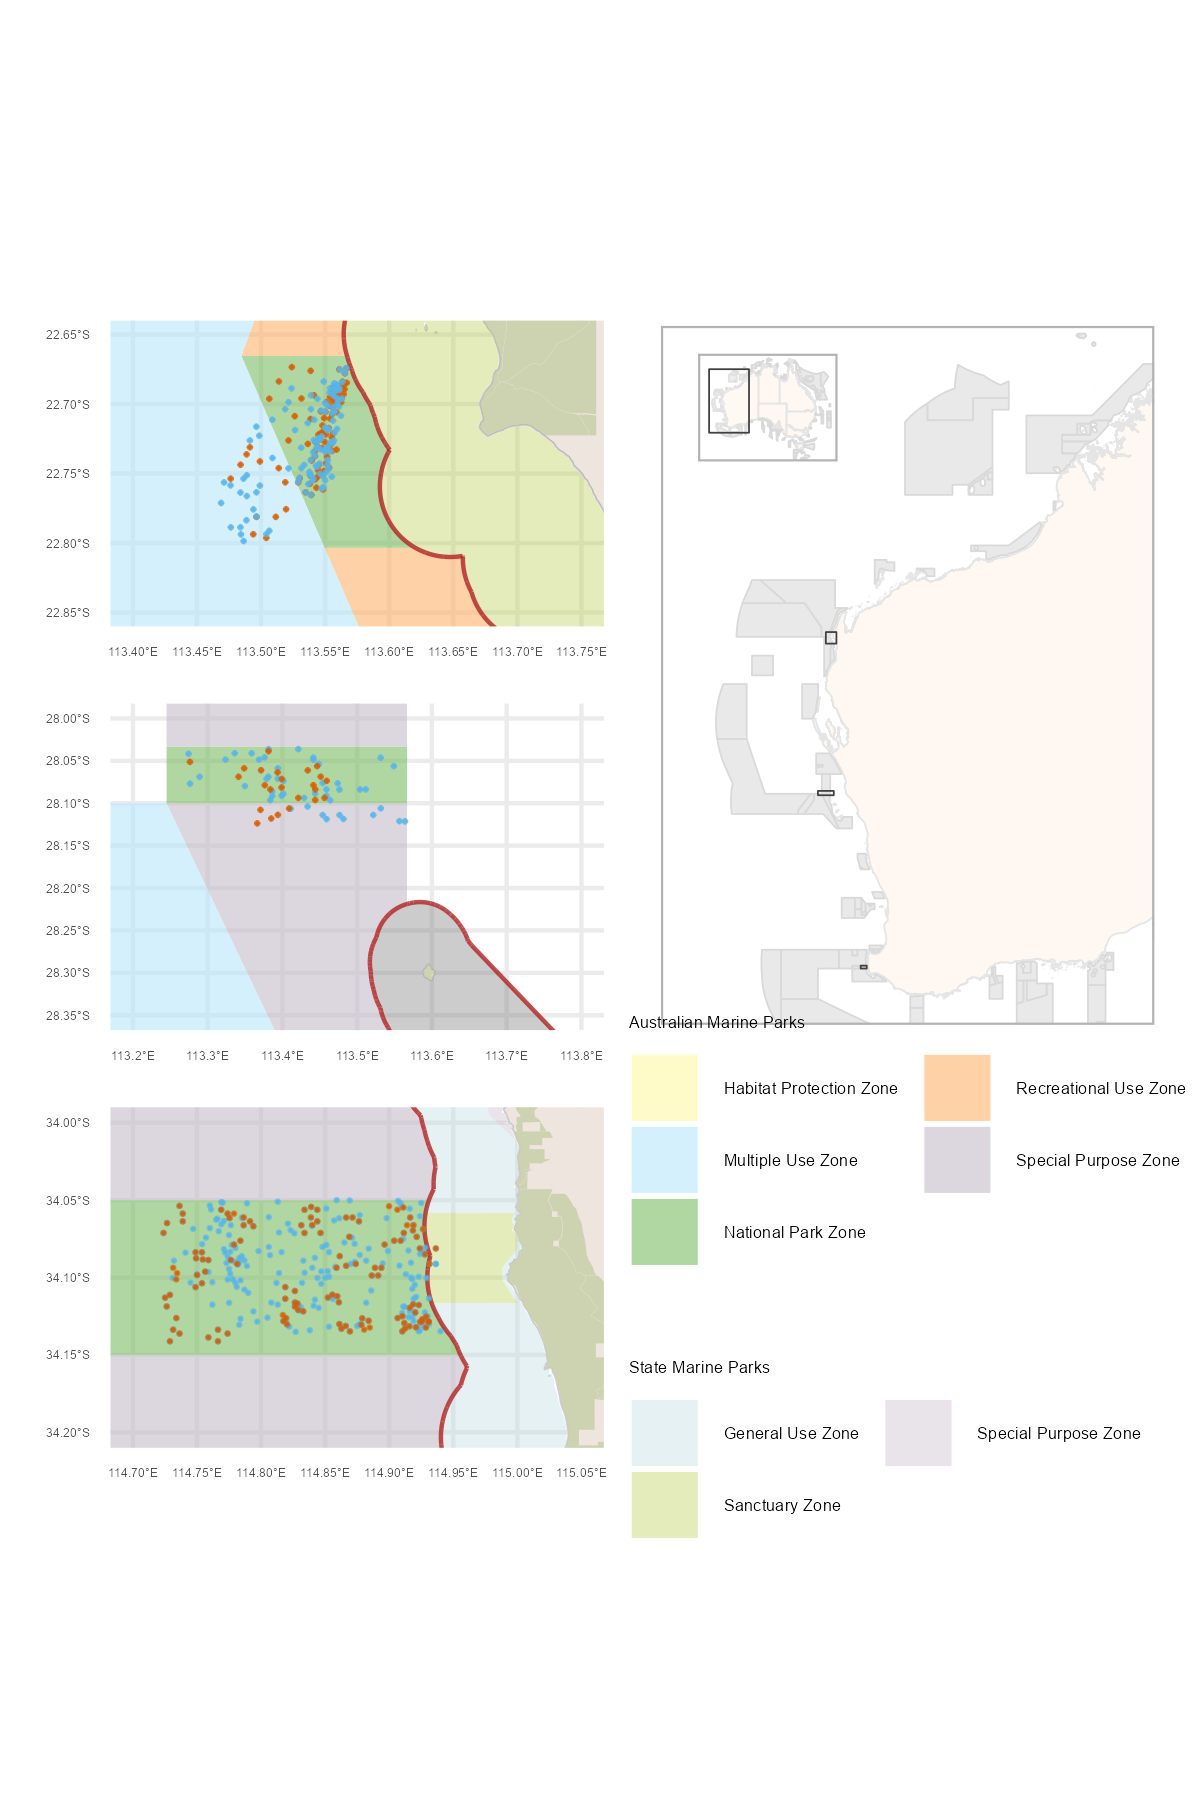 22.65°S
22.70°S
22.75°S
22.80°S
22.85°S
113.40°E 113.45°E 113.50°E 113.55°E 113.60°E 113.65°E 113.70°E 113.75°E
28.00°S
28.05°S
28.10°S
28.15°S
28.20°S
28.25°S
28.30°S
28.35°S
113.2°E 113.3°E 113.4°E 113.5°E 113.6°E 113.7°E 113.8°E
34.00°S
34.05°S
34.10°S
34.15°S
34.20°S
114.70°E 114.75°E 114.80°E 114.85°E 114.90°E 114.95°E 115.00°E 115.05°E
Australian Marine Parks
Habitat Protection Zone
Recreational Use Zone
Multiple Use Zone
Special Purpose Zone
National Park Zone
State Marine Parks
General Use Zone
Special Purpose Zone
Sanctuary Zone